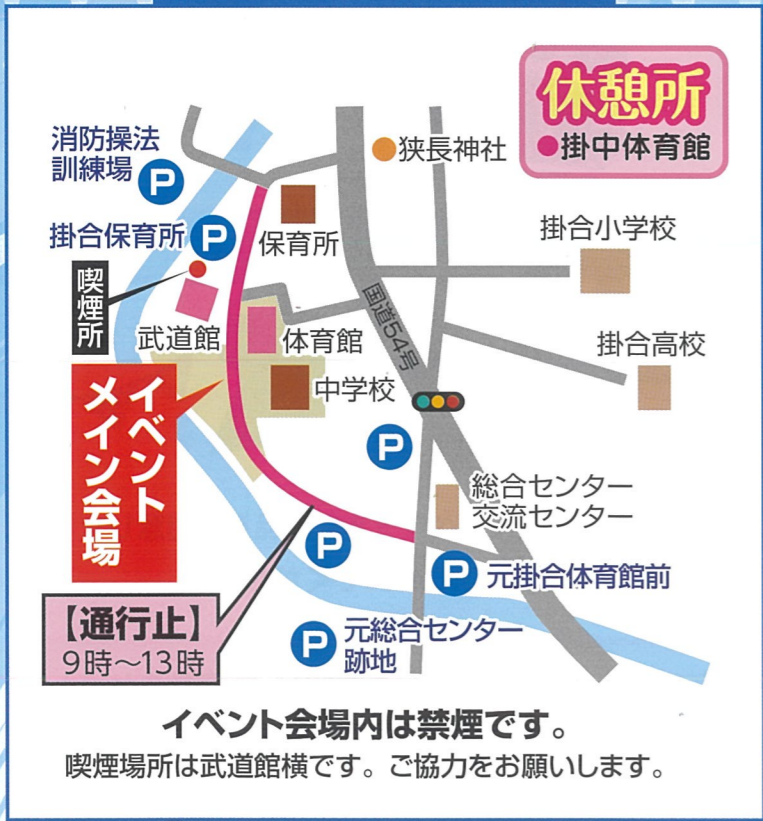 休憩所
●掛中体育館
消防操法
訓練場
P
狭長神社
掛合保育所
P
保育所
掛合小学校
喫煙所
国道54号
武道館
体育館
掛合高校
中学校
イベント
メイン会場
P
総合センター
交流センター
P
P
元掛合体育館前
【通行止】
9時〜13時
P
元総合センター
跡地
イベント会場内は禁煙です。
喫煙場所は武道館横です。ご協力をお願いします。